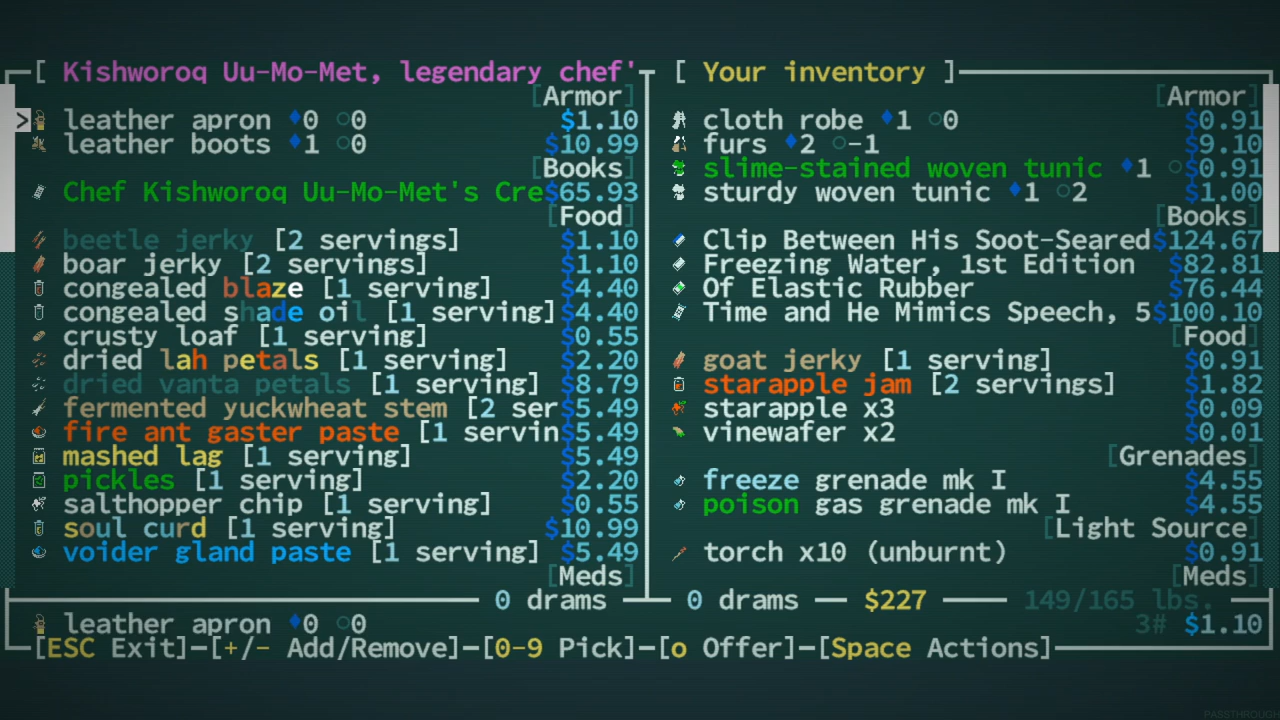 [ Kishworoq Uu-Mo-Met, legendary chef'
[Armor]
> leather apron ♦0 ○0 $1.10
leather boots ♦1 ○0 $10.99
[Books]
Chef Kishworoq Uu-Mo-Met's Cre $65.93
[Food]
beetle jerky [2 servings] $1.10
boar jerky [2 servings] $1.10
congealed blaze [1 serving] $4.40
congealed shade oil [1 serving] $4.40
crusty loaf [1 serving] $0.55
dried lah petals [1 serving] $2.20
dried vanta petals [1 serving] $8.79
fermented yuckwheat stem [2 ser $5.49
fire ant gaster paste [1 servin $5.49
mashed lag [1 serving] $5.49
pickles [1 serving] $2.20
salthopper chip [1 serving] $0.55
soul curd [1 serving] $10.99
voider gland paste [1 serving] $5.49
[Meds]
0 drams
[ Your inventory ]
[Armor]
cloth robe ♦1 ○0 $0.91
furs ♦2 ○-1 $9.10
slime-stained woven tunic ♦1 ○ $0.91
sturdy woven tunic ♦1 ○2 $1.00
[Books]
Clip Between His Soot-Seared $124.67
Freezing Water, 1st Edition $82.81
Of Elastic Rubber $76.44
Time and He Mimics Speech, 5 $100.10
[Food]
goat jerky [1 serving] $0.91
starapple jam [2 servings] $1.82
starapple x3 $0.09
vinewafer x2 $0.01
[Grenades]
freeze grenade mk I $4.55
poison gas grenade mk I $4.55
[Light Source]
torch x10 (unburnt) $0.91
[Meds]
0 drams $227 149/165 lbs.
leather apron ♦0 ○0 3# $1.10
[ESC Exit]-[+/- Add/Remove]-[0-9 Pick]-[o Offer]-[Space Actions]
PASSTHROUGH